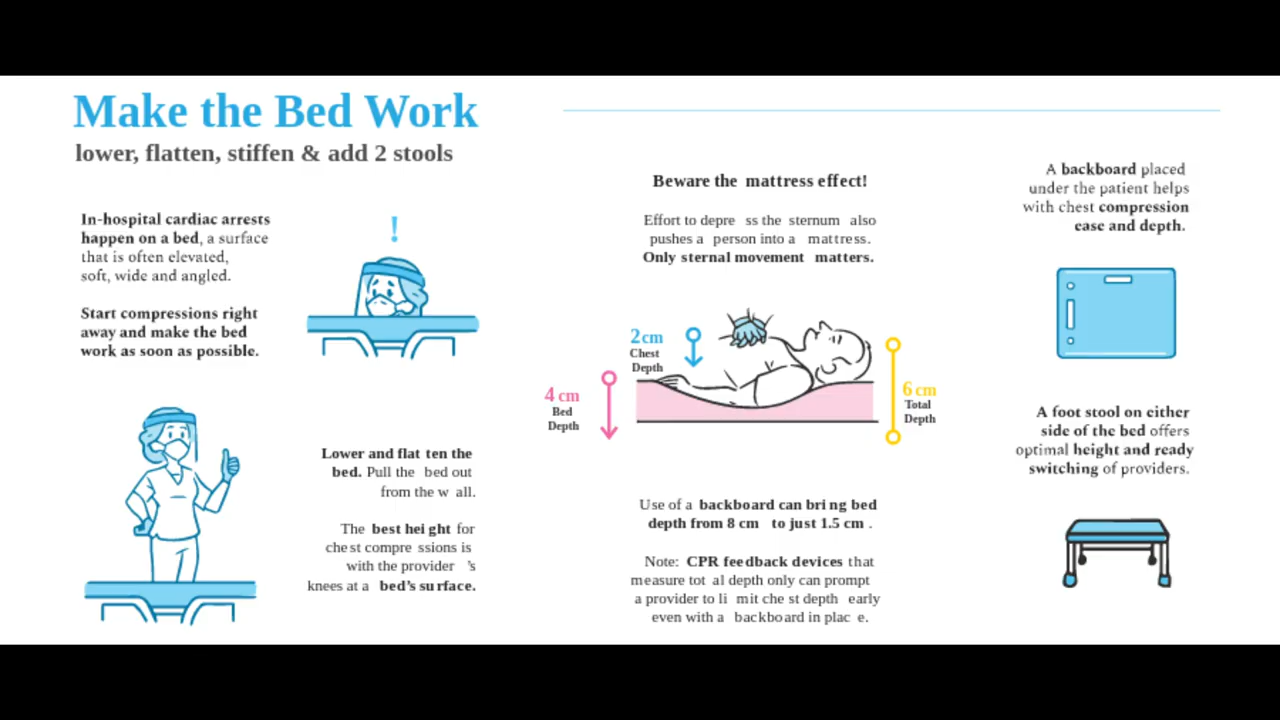 Make the Bed Work
lower, flatten, stiffen & add 2 stools
In-hospital cardiac arrests
happen on a bed, a surface
that is often elevated,
soft, wide and angled.
Start compressions right
away and make the bed
work as soon as possible.
!
Lower and flat ten the
bed. Pull the bed out
from the w all.
The best hei ght for
che st compre ssions is
with the provider 's
knees at a bed's su rface.
Beware the mattress effect!
Effort to depre ss the sternum also
pushes a person into a mattress.
Only sternal movement matters.
2 cm
Chest
Depth
4 cm
Bed
Depth
6 cm
Total
Depth
Use of a backboard can bri ng bed
depth from 8 cm to just 1.5 cm .
Note: CPR feedback devices that
measure tot al depth only can prompt
a provider to li mit che st depth early
even with a backboard in plac e.
A backboard placed
under the patient helps
with chest compression
ease and depth.
A foot stool on either
side of the bed offers
optimal height and ready
switching of providers.